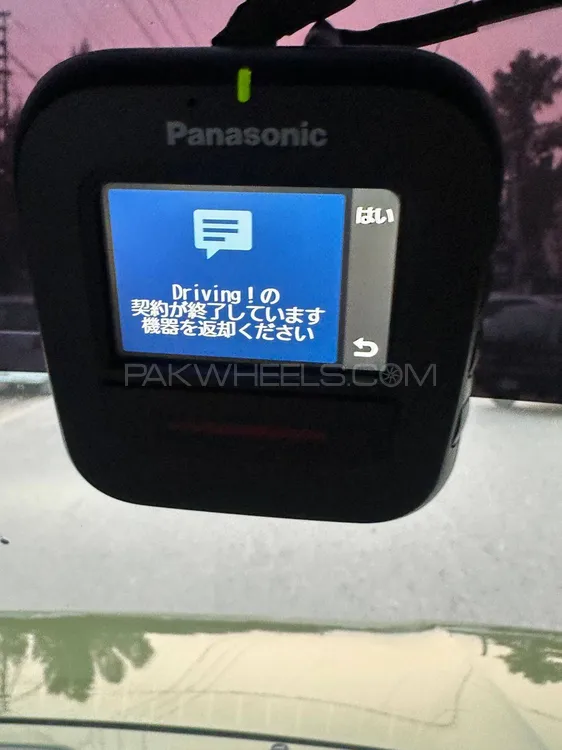 Panasonic
はい
Driving!の
契約が終了しています
機器を返却ください
PAKWHEELS.COM